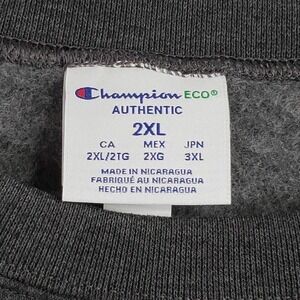 Champion ECO®
AUTHENTIC
2XL
CA MEX JPN
2XL/2TG 2XG 3XL
MADE IN NICARAGUA
FABRIQUÉ AU NICARAGUA
HECHO EN NICARAGUA